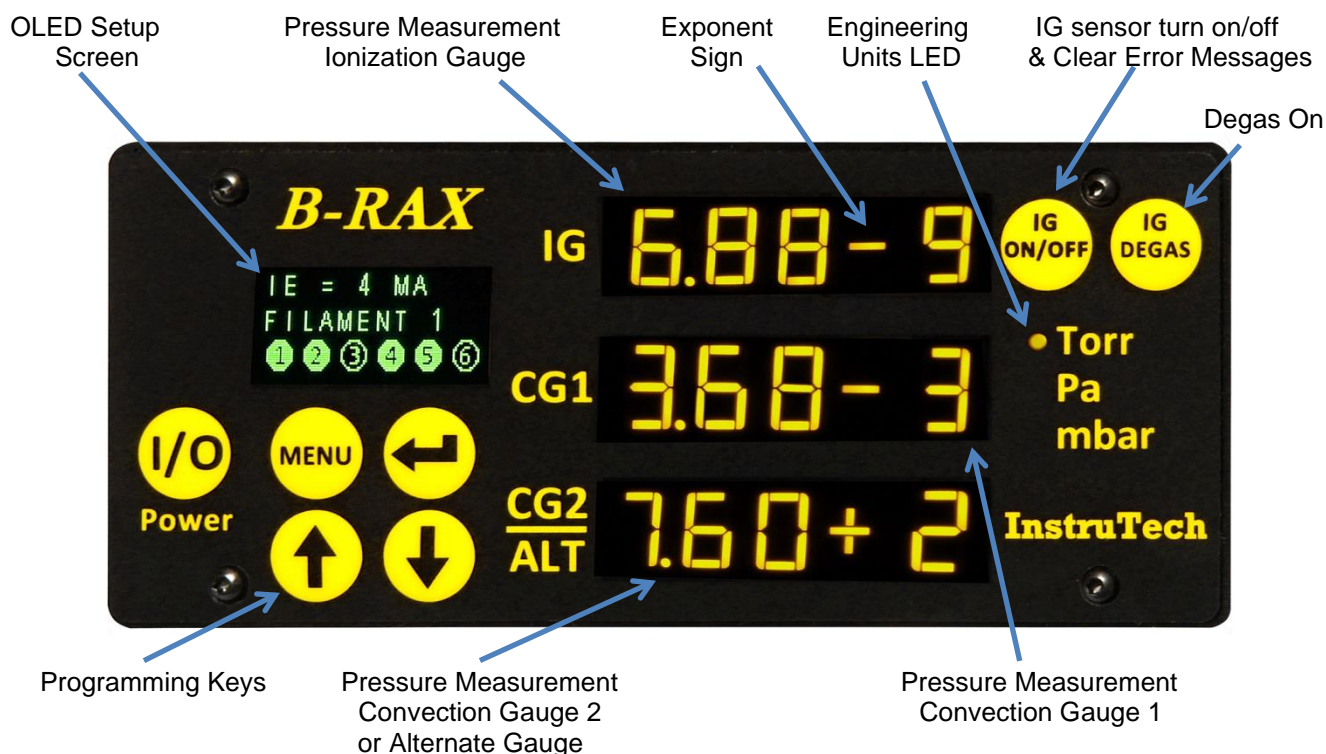 OLED Setup
Screen
Pressure Measurement
Ionization Gauge
Exponent
Sign
Engineering
Units LED
IG sensor turn on/off
& Clear Error Messages
Degas On
B-RAX
IE = 4 MA
FILAMENT 1
1 2 3 4 5 6
IG 6.88 - 9
IG
ON/OFF
IG
DEGAS
CG1 3.68 - 3
Torr
Pa
mbar
I/O
Power
MENU
CG2
ALT
7.60 + 2
InstruTech
Programming Keys
Pressure Measurement
Convection Gauge 2
or Alternate Gauge
Pressure Measurement
Convection Gauge 1